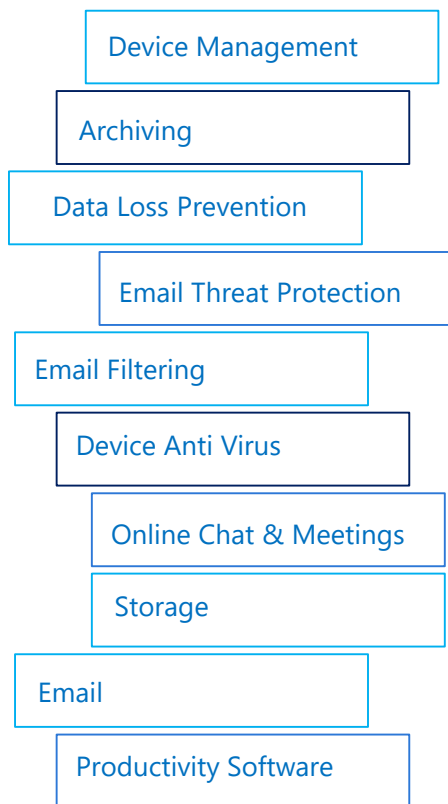 Device Management
Archiving
Data Loss Prevention
Email Threat Protection
Email Filtering
Device Anti Virus
Online Chat & Meetings
Storage
Email
Productivity Software